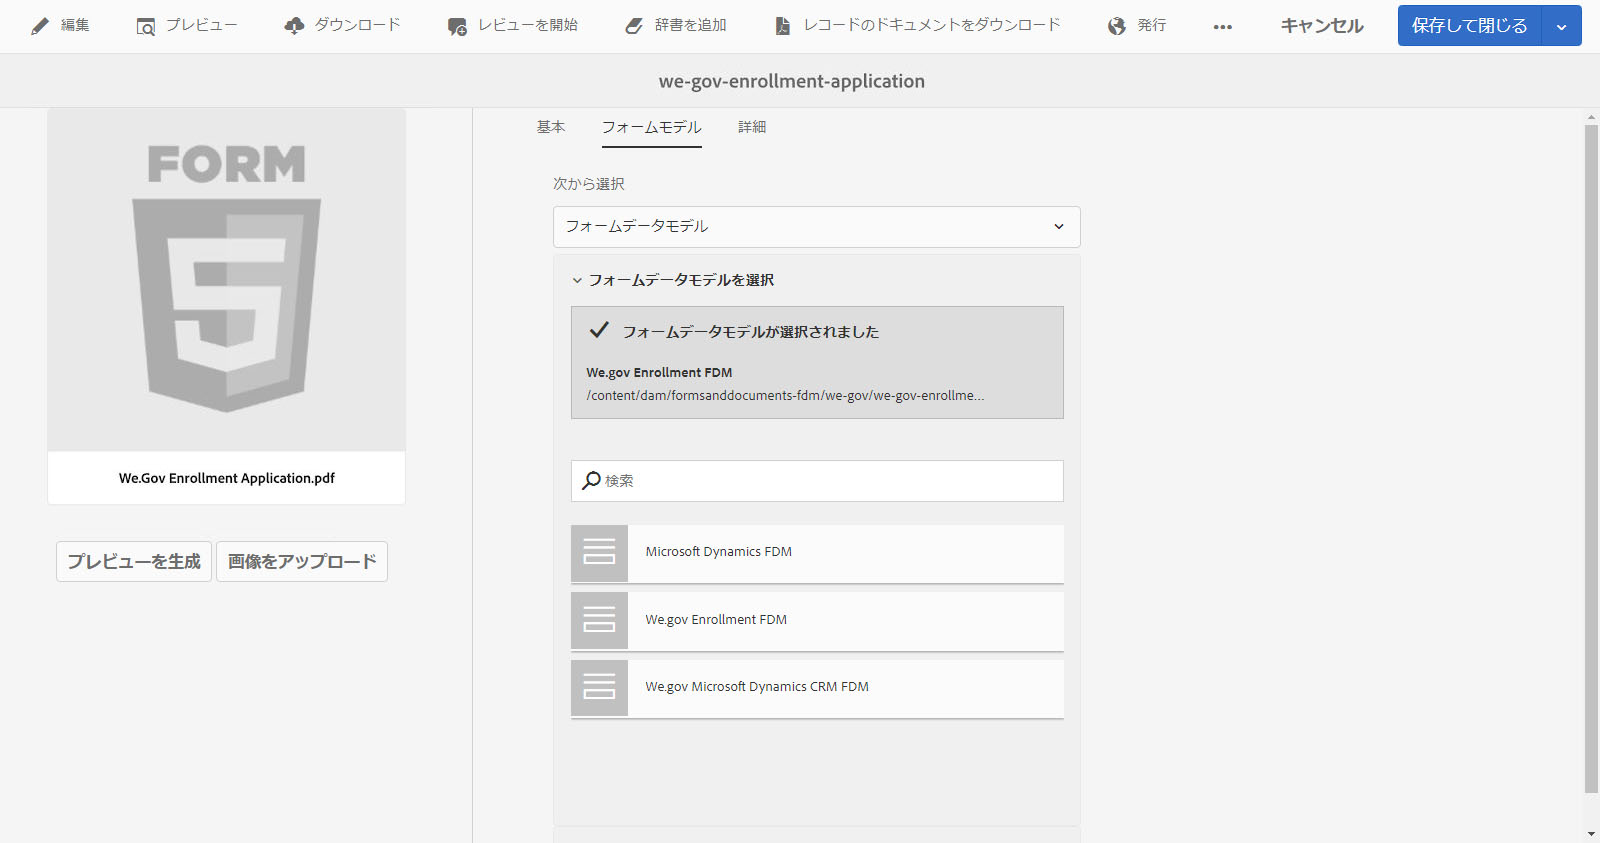 編集 プレビュー ダウンロード レビューを開始 辞書を追加 レコードのドキュメントをダウンロード 発行 ••• キャンセル 保存して閉じる
we-gov-enrollment-application
FORM
5
We.Gov Enrollment Application.pdf
プレビューを生成 画像をアップロード
基本 フォームモデル 詳細
次から選択
フォームデータモデル
フォームデータモデルを選択
フォームデータモデルが選択されました
We.gov Enrollment FDM
/content/dam/formsanddocuments-fdm/we-gov/we-gov-enrollme...
検索
Microsoft Dynamics FDM
We.gov Enrollment FDM
We.gov Microsoft Dynamics CRM FDM